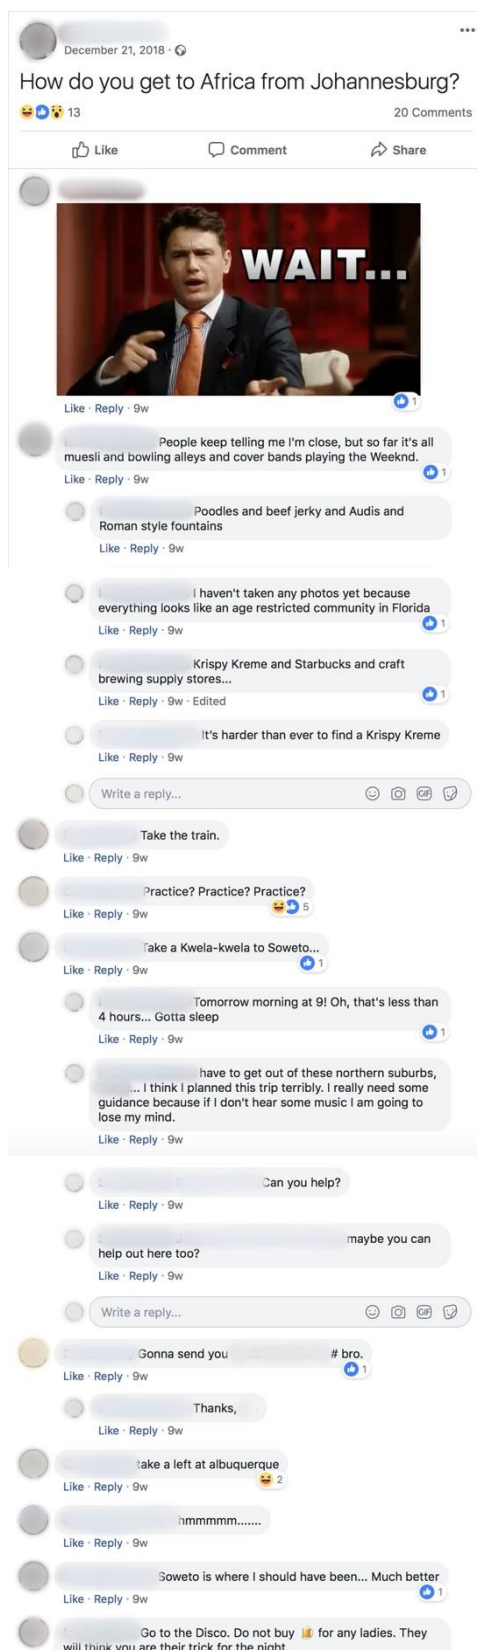 December 21, 2018
How do you get to Africa from Johannesburg?
13
20 Comments
Like
Comment
Share
WAIT...
Like · Reply · 9w
1
People keep telling me I'm close, but so far it's all
muesli and bowling alleys and cover bands playing the Weeknd.
1
Like · Reply · 9w
Poodles and beef jerky and Audis and
Roman style fountains
Like · Reply · 9w
I haven't taken any photos yet because
everything looks like an age restricted community in Florida
1
Like · Reply · 9w
Krispy Kreme and Starbucks and craft
brewing supply stores...
1
Like · Reply · 9w · Edited
It's harder than ever to find a Krispy Kreme
Like · Reply · 9w
Write a reply...
GIF
Take the train.
Like · Reply · 9w
Practice? Practice? Practice?
5
Like · Reply · 9w
Take a Kwela-kwela to Soweto...
1
Like · Reply · 9w
Tomorrow morning at 9! Oh, that's less than
4 hours... Gotta sleep
1
Like · Reply · 9w
have to get out of these northern suburbs,
... I think I planned this trip terribly. I really need some
guidance because if I don't hear some music I am going to
lose my mind.
Like · Reply · 9w
Can you help?
Like · Reply · 9w
maybe you can
help out here too?
Like · Reply · 9w
Write a reply...
GIF
Gonna send you # bro.
1
Like · Reply · 9w
Thanks,
Like · Reply · 9w
take a left at albuquerque
2
Like · Reply · 9w
hmmmmm.......
Like · Reply · 9w
Soweto is where I should have been... Much better
1
Like · Reply · 9w
Go to the Disco. Do not buy 🍺 for any ladies. They
will think you are their trick for the night